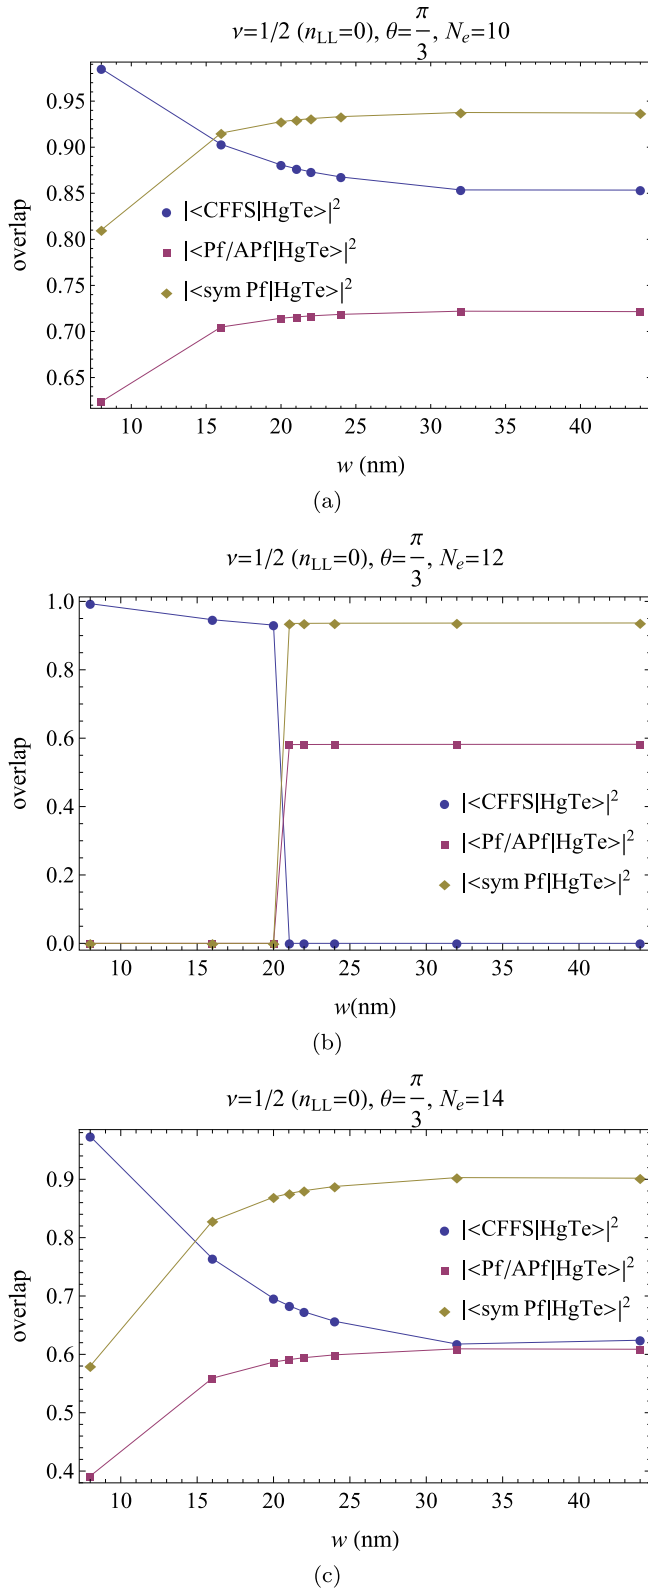 ν=1/2 (n_LL=0), θ=π/3, N_e=10
0.95
0.90
0.85
0.80
0.75
0.70
0.65
overlap
|<CFFS|HgTe>|²
|<Pf/APf|HgTe>|²
|<sym Pf|HgTe>|²
10 15 20 25 30 35 40
w (nm)
(a)
ν=1/2 (n_LL=0), θ=π/3, N_e=12
1.0
0.8
0.6
0.4
0.2
0.0
overlap
|<CFFS|HgTe>|²
|<Pf/APf|HgTe>|²
|<sym Pf|HgTe>|²
10 15 20 25 30 35 40
w(nm)
(b)
ν=1/2 (n_LL=0), θ=π/3, N_e=14
0.9
0.8
0.7
0.6
0.5
0.4
overlap
|<CFFS|HgTe>|²
|<Pf/APf|HgTe>|²
|<sym Pf|HgTe>|²
10 15 20 25 30 35 40
w (nm)
(c)